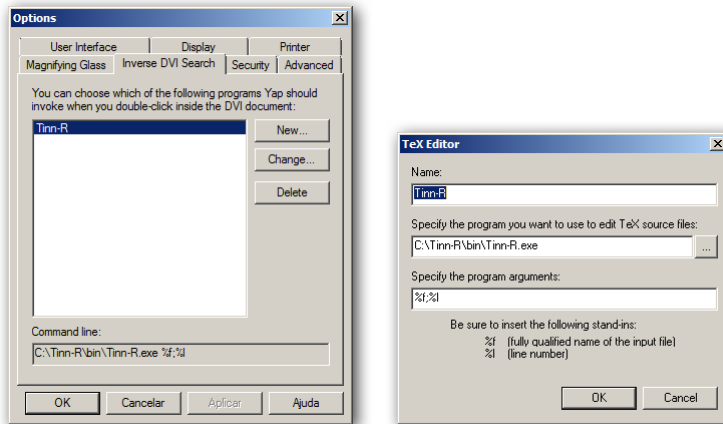 Options
User Interface Display Printer
Magnifying Glass Inverse DVI Search Security Advanced
You can choose which of the following programs Yap should
invoke when you double-click inside the DVI document:
Tinn-R
New...
Change...
Delete
Command line:
C:\Tinn-R\bin\Tinn-R.exe %f;%l
OK Cancelar Aplicar Ajuda
TeX Editor
Name:
Tinn-R
Specify the program you want to use to edit TeX source files:
C:\Tinn-R\bin\Tinn-R.exe ...
Specify the program arguments:
%f;%l
Be sure to insert the following stand-ins:
%f (fully qualified name of the input file)
%l (line number)
OK Cancel